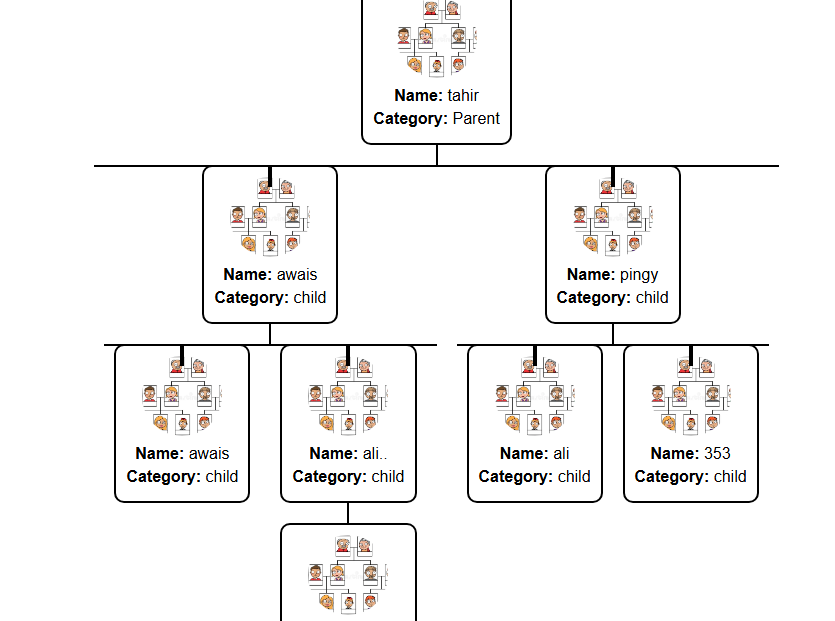 Name: tahir
Category: Parent
Name: awais
Category: child
Name: pingy
Category: child
Name: awais
Category: child
Name: ali..
Category: child
Name: ali
Category: child
Name: 353
Category: child